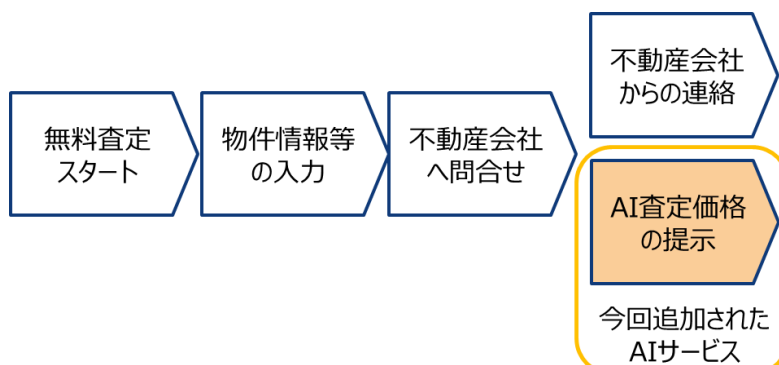 無料査定
スタート
物件情報等
の入力
不動産会社
へ問合せ
不動産会社
からの連絡
AI査定価格
の提示
今回追加された
AIサービス